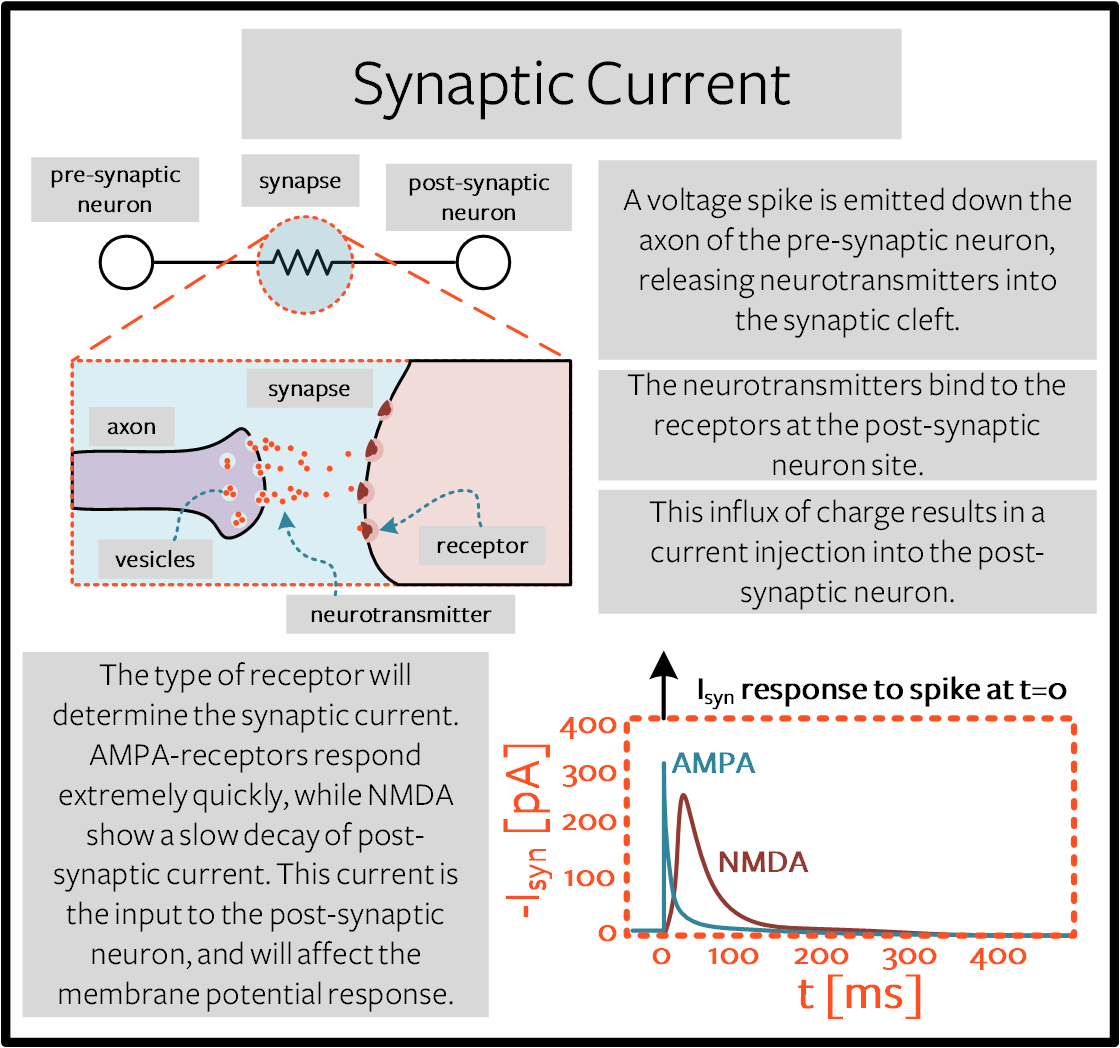 Synaptic Current
pre-synaptic
neuron
synapse
post-synaptic
neuron
A voltage spike is emitted down the
axon of the pre-synaptic neuron,
releasing neurotransmitters into
the synaptic cleft.
synapse
axon
vesicles
receptor
neurotransmitter
The neurotransmitters bind to the
receptors at the post-synaptic
neuron site.
This influx of charge results in a
current injection into the post-
synaptic neuron.
The type of receptor will
determine the synaptic current.
AMPA-receptors respond
extremely quickly, while NMDA
show a slow decay of post-
synaptic current. This current is
the input to the post-synaptic
neuron, and will affect the
membrane potential response.
Isyn response to spike at t=0
-Isyn [pA]
400
300
200
100
0
AMPA
NMDA
0 100 200 300 400
t [ms]